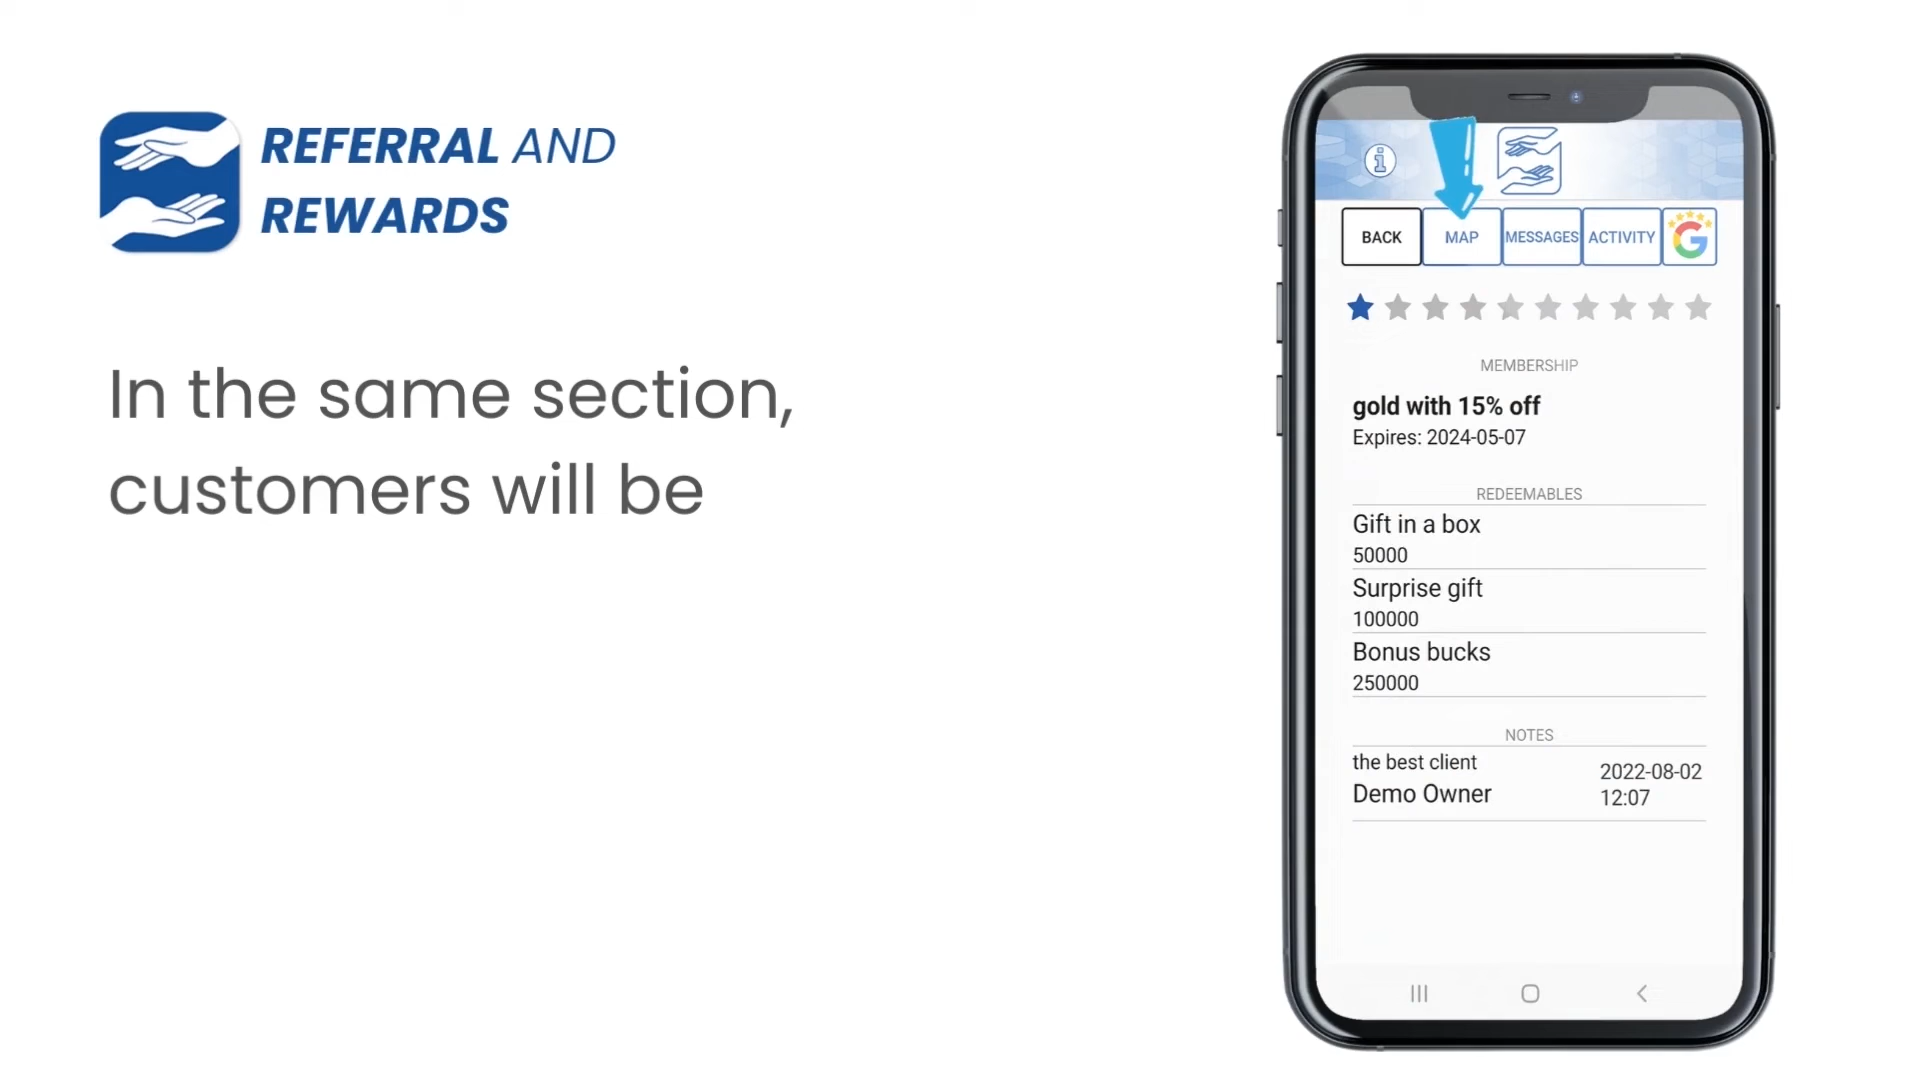 REFERRAL AND
REWARDS
In the same section,
customers will be
BACK MAP MESSAGES ACTIVITY G
MEMBERSHIP
gold with 15% off
Expires: 2024-05-07
REDEEMABLES
Gift in a box
50000
Surprise gift
100000
Bonus bucks
250000
NOTES
the best client
Demo Owner
2022-08-02
12:07